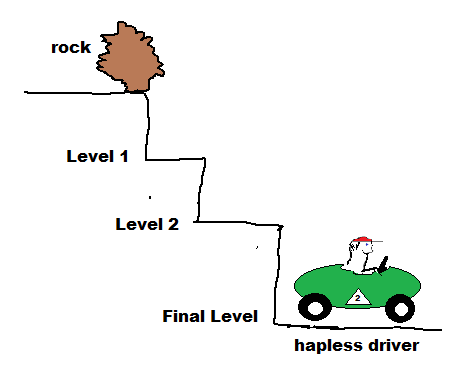 rock
Level 1
Level 2
2
Final Level
hapless driver